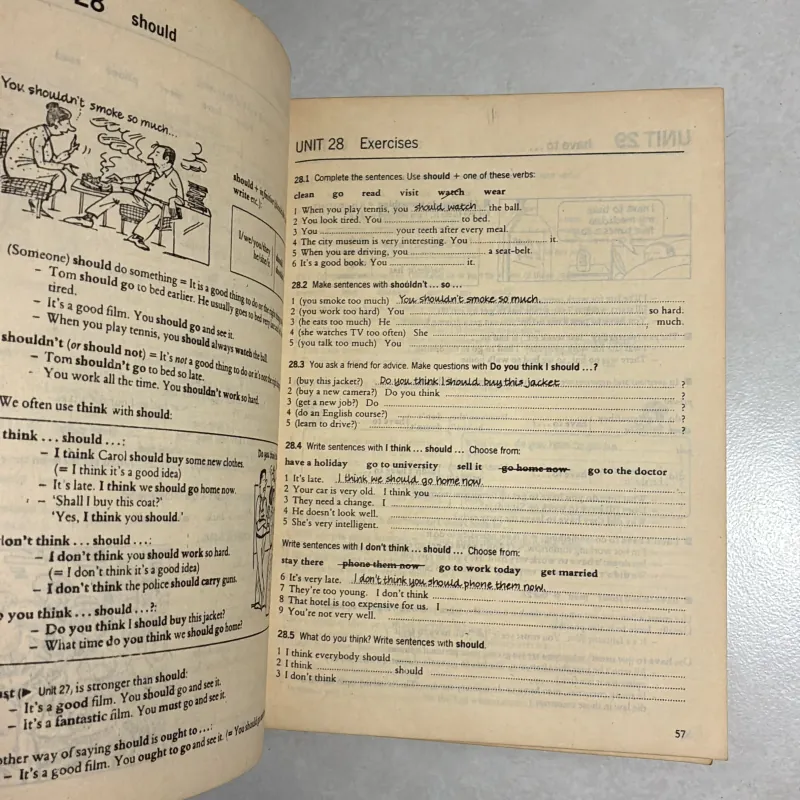 28 should
You shouldn't smoke so much...
should + infinitive
write etc.):
I/we/you/they
he/she/it
(Someone) should do something = It is a good thing to do or the right thing
– Tom should go to bed earlier. He usually goes to bed very late and
tired.
– It's a good film. You should go and see it.
– When you play tennis, you should always watch the ball.
shouldn't (or should not) = It's not a good thing to do or it's not the right
– Tom shouldn't go to bed so late.
– You work all the time. You shouldn't work so hard.
We often use think with should:
think ... should ...:
– I think Carol should buy some new clothes.
(= I think it's a good idea)
– It's late. I think we should go home now.
– 'Shall I buy this coat?'
'Yes, I think you should.'
don't think ... should ...:
– I don't think you should work so hard.
(= I don't think it's a good idea)
– I don't think the police should carry guns.
you think ... should ...?:
– Do you think I should buy this jacket?
– What time do you think we should go home?
(▶ Unit 27) is stronger than should:
– It's a good film. You should go and see it.
– It's a fantastic film. You must go and see it.
other way of saying should is ought to ...:
– It's a good film. You ought to go and see it. (= You should go
UNIT 28 Exercises
28.1 Complete the sentences. Use should + one of these verbs:
clean go read visit watch wear
1 When you play tennis, you should watch the ball.
2 You look tired. You to bed.
3 You your teeth after every meal.
4 The city museum is very interesting. You it.
5 When you are driving, you a seat-belt.
6 It's a good book. You it.
28.2 Make sentences with shouldn't ... so ...
1 (you smoke too much) You shouldn't smoke so much.
2 (you work too hard) You so hard.
3 (he eats too much) He much.
4 (she watches TV too often) She
5 (you talk too much) You
28.3 You ask a friend for advice. Make questions with Do you think I should ...?
1 (buy this jacket?) Do you think I should buy this jacket ?
2 (buy a new camera?) Do you think ?
3 (get a new job?) Do ?
4 (do an English course?) ?
5 (learn to drive?) ?
28.4 Write sentences with I think ... should ... Choose from:
have a holiday go to university sell it go home now go to the doctor
1 It's late. I think we should go home now.
2 Your car is very old. I think you
3 They need a change. I
4 He doesn't look well.
5 She's very intelligent.
Write sentences with I don't think ... should ... Choose from:
stay there phone them now go to work today get married
6 It's very late. I don't think you should phone them now.
7 They're too young. I don't think
8 That hotel is too expensive for us. I
9 You're not very well.
28.5 What do you think? Write sentences with should.
1 I think everybody should
2 I think should
3 I don't think
57